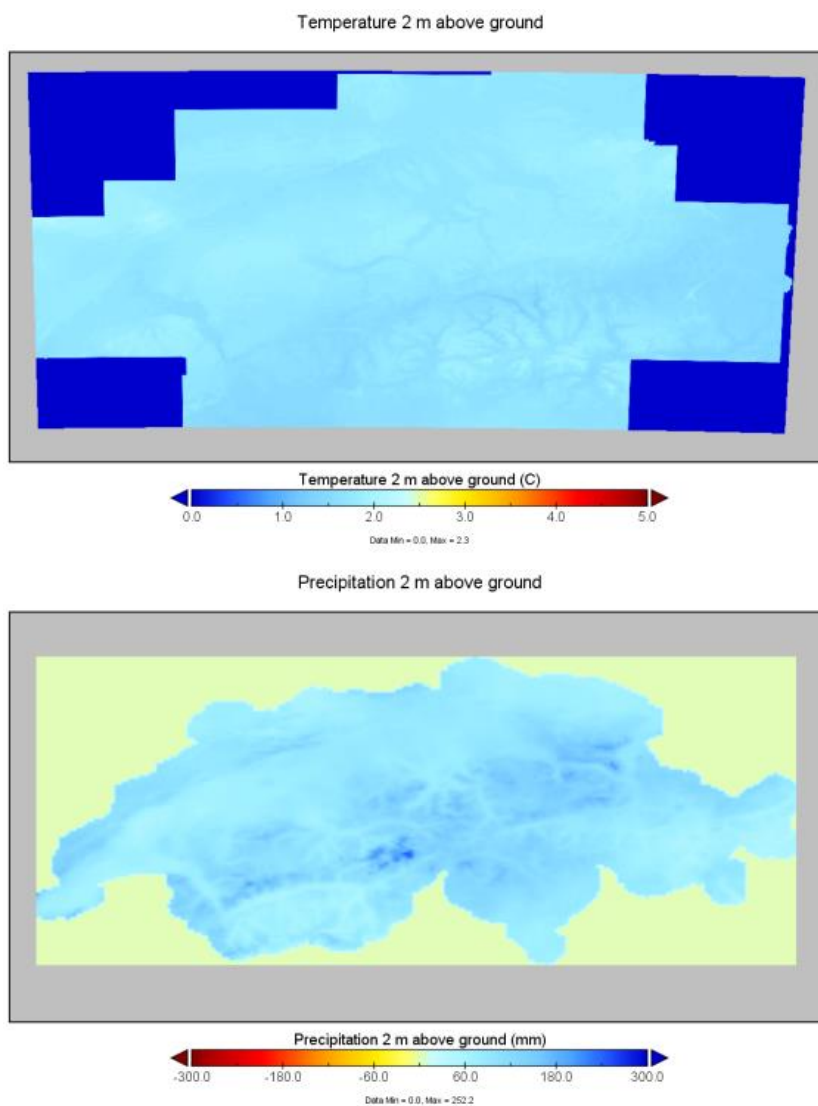 Temperature 2 m above ground
Temperature 2 m above ground (C)
0.0 1.0 2.0 3.0 4.0 5.0
Data Min = 0.0, Max = 2.3
Precipitation 2 m above ground
Precipitation 2 m above ground (mm)
-300.0 -180.0 -60.0 60.0 180.0 300.0
Data Min = 0.0, Max = 252.2